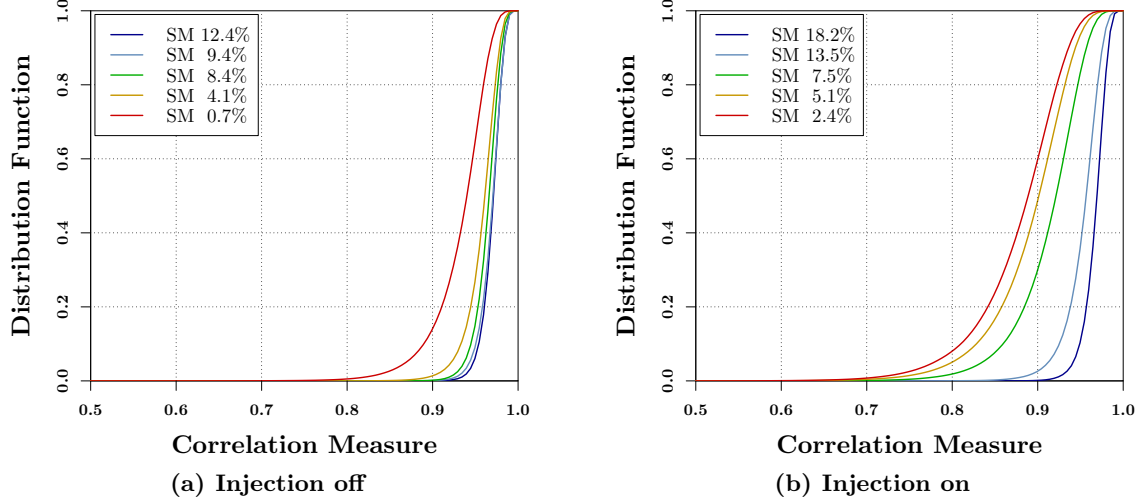 SM 12.4%
SM 9.4%
SM 8.4%
SM 4.1%
SM 0.7%
Distribution Function
0.0
0.2
0.4
0.6
0.8
1.0
0.5 0.6 0.7 0.8 0.9 1.0
Correlation Measure
(a) Injection off
SM 18.2%
SM 13.5%
SM 7.5%
SM 5.1%
SM 2.4%
Distribution Function
0.0
0.2
0.4
0.6
0.8
1.0
0.5 0.6 0.7 0.8 0.9 1.0
Correlation Measure
(b) Injection on